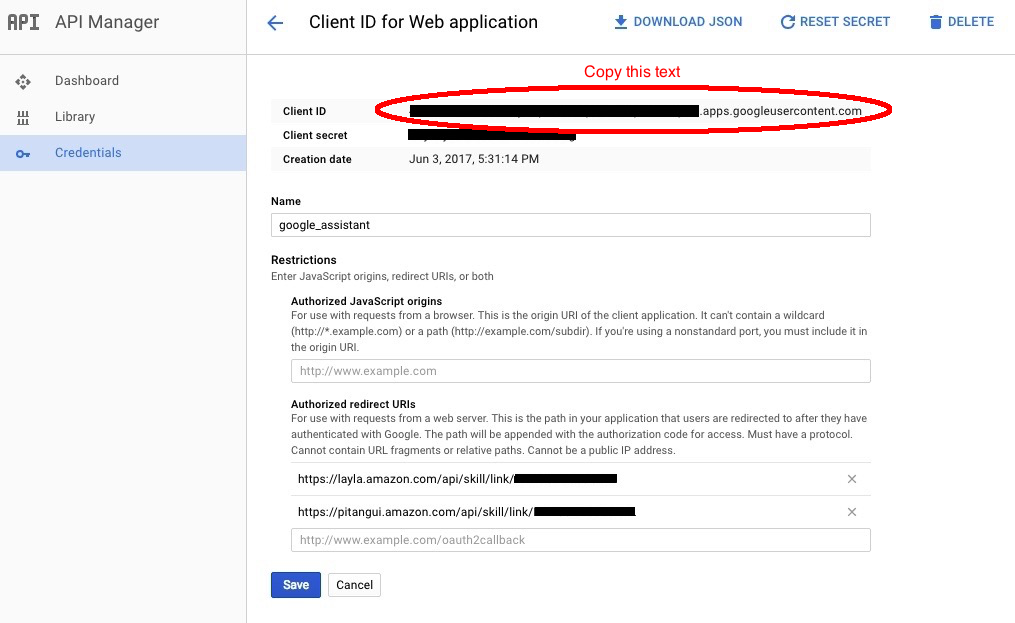 API API Manager
Client ID for Web application
DOWNLOAD JSON
RESET SECRET
DELETE
Dashboard
Library
Credentials
Copy this text
Client ID .apps.googleusercontent.com
Client secret
Creation date Jun 3, 2017, 5:31:14 PM
Name
google_assistant
Restrictions
Enter JavaScript origins, redirect URIs, or both
Authorized JavaScript origins
For use with requests from a browser. This is the origin URI of the client application. It can't contain a wildcard
(http://*.example.com) or a path (http://example.com/subdir). If you're using a nonstandard port, you must include it in
the origin URI.
http://www.example.com
Authorized redirect URIs
For use with requests from a web server. This is the path in your application that users are redirected to after they have
authenticated with Google. The path will be appended with the authorization code for access. Must have a protocol.
Cannot contain URL fragments or relative paths. Cannot be a public IP address.
https://layla.amazon.com/api/skill/link/
https://pitangui.amazon.com/api/skill/link/
http://www.example.com/oauth2callback
Save Cancel